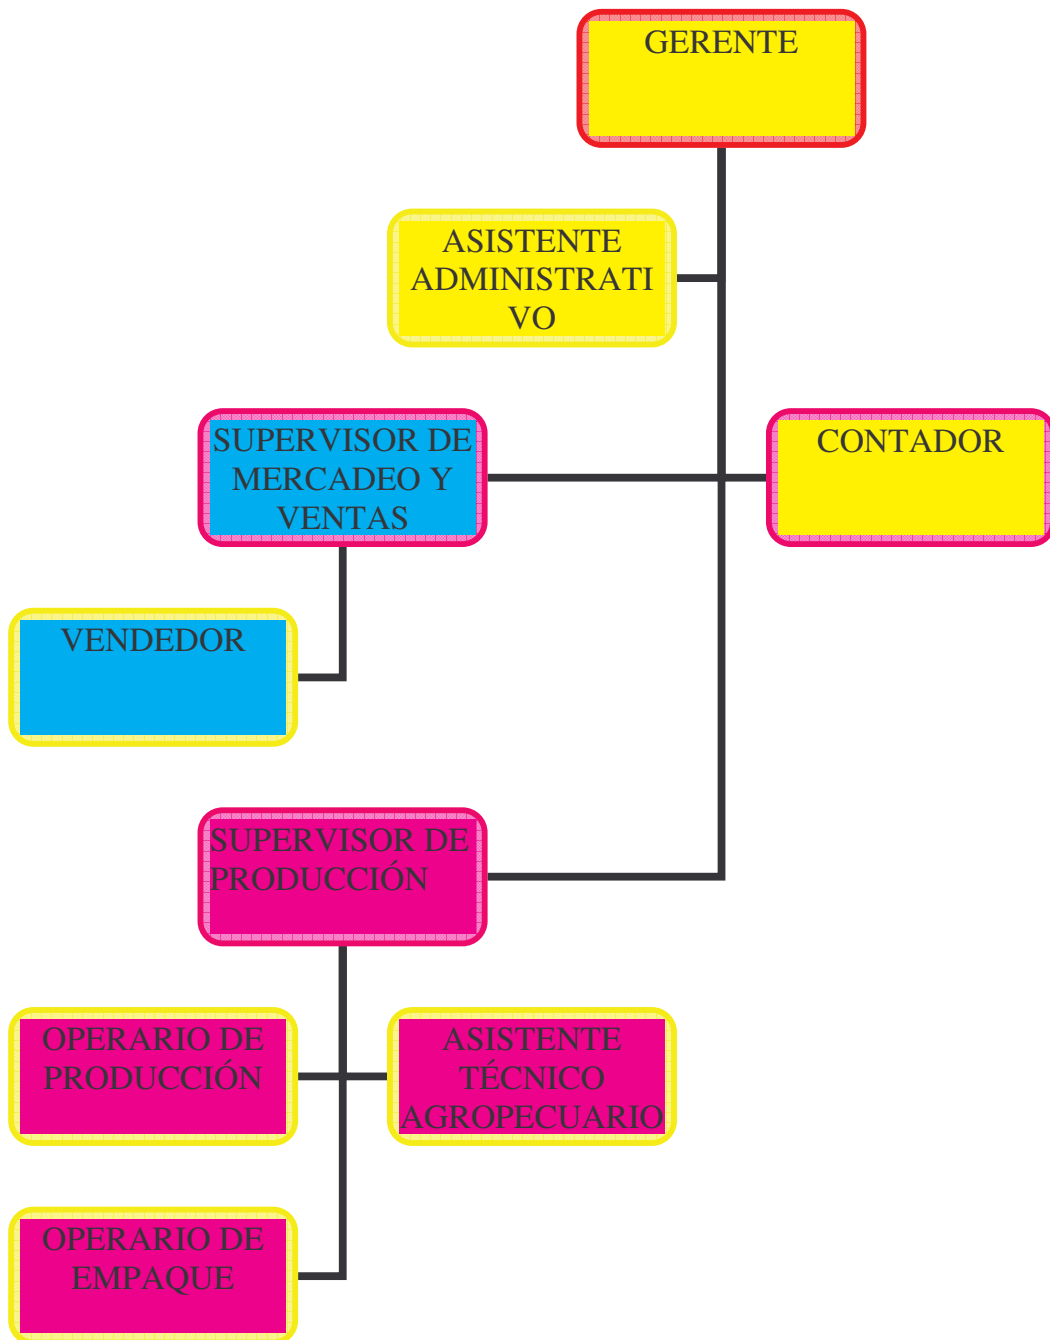 GERENTE
ASISTENTE
ADMINISTRATI
VO
SUPERVISOR DE
MERCADEO Y
VENTAS
CONTADOR
VENDEDOR
SUPERVISOR DE
PRODUCCIÓN
OPERARIO DE
PRODUCCIÓN
ASISTENTE
TÉCNICO
AGROPECUARIO
OPERARIO DE
EMPAQUE